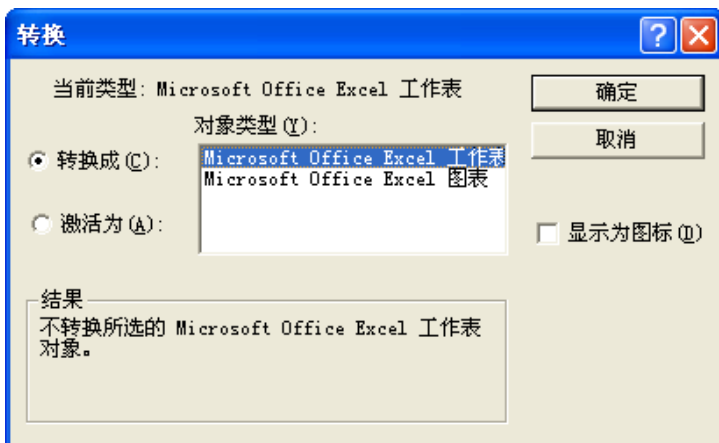 转换
当前类型: Microsoft Office Excel 工作表
确定
对象类型(Y):
取消
转换成(C):
Microsoft Office Excel 工作表
Microsoft Office Excel 图表
激活为(A):
显示为图标(D)
结果
不转换所选的 Microsoft Office Excel 工作表
对象。